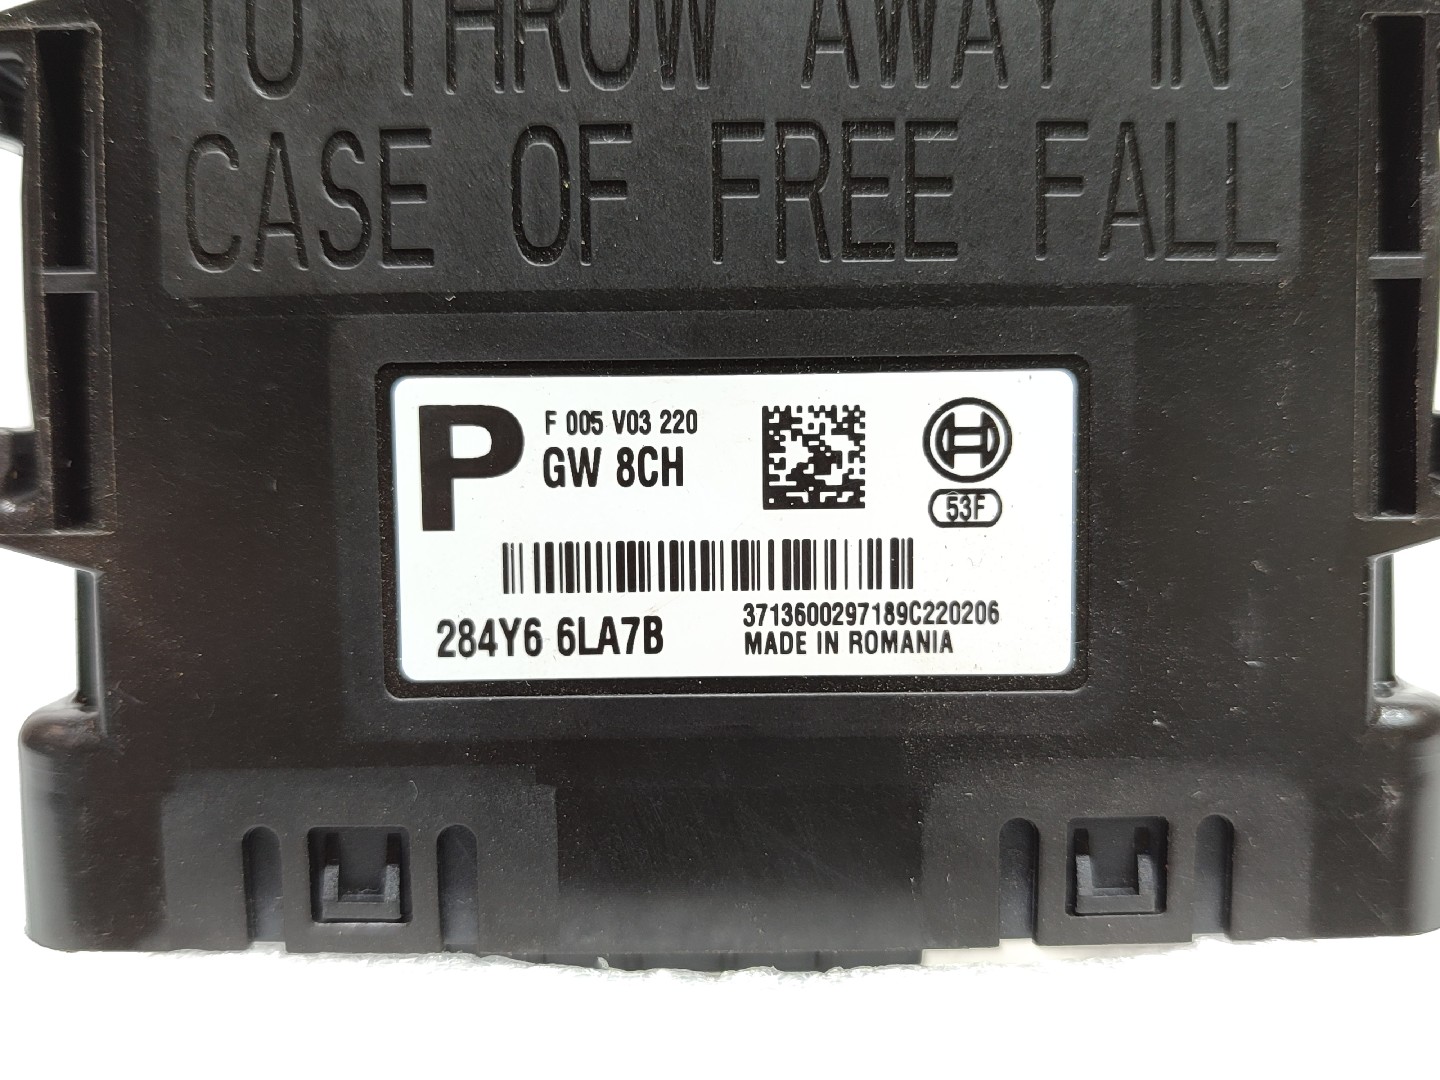 TO THROW AWAY IN
CASE OF FREE FALL
P
F 005 V03 220
GW 8CH
53F
284Y6 6LA7B
3713600297189C220206
MADE IN ROMANIA